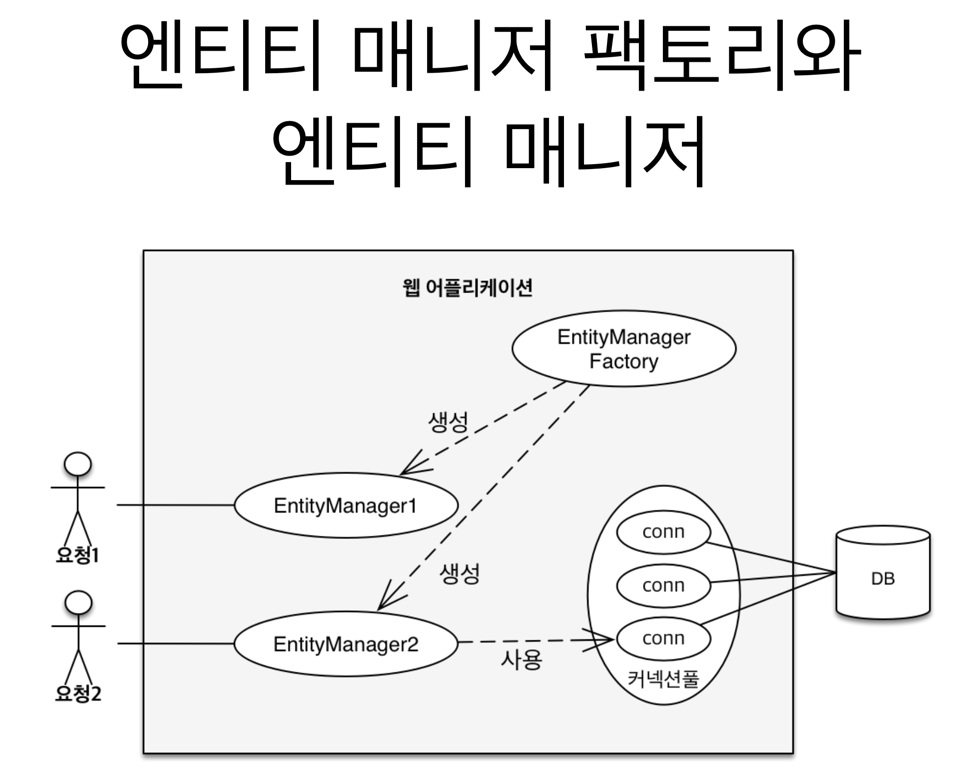 엔티티 매니저 팩토리와
엔티티 매니저
웹 어플리케이션
EntityManager
Factory
생성
EntityManager1
요청1
생성
EntityManager2
요청2
사용
conn
conn
conn
커넥션풀
DB